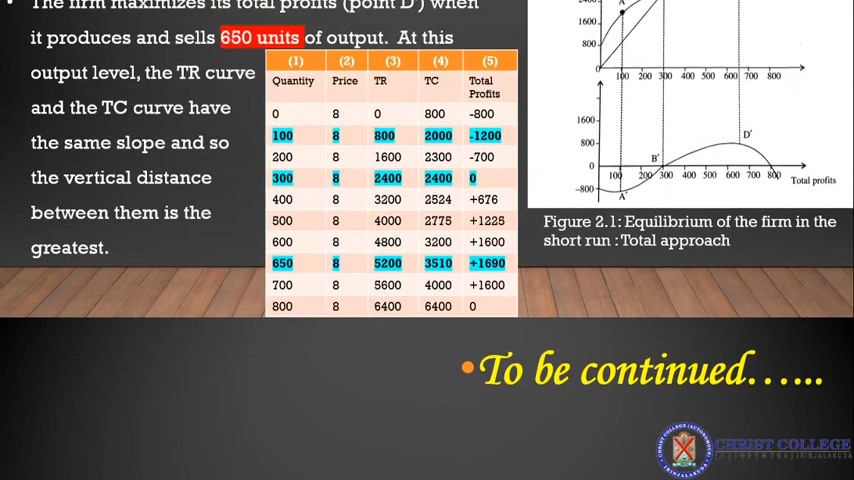 • The firm maximizes its total profits (point D') when
it produces and sells 650 units of output. At this
output level, the TR curve
and the TC curve have
the same slope and so
the vertical distance
between them is the
greatest.
(1) (2) (3) (4) (5)
Quantity Price TR TC Total Profits
0 8 0 800 -800
100 8 800 2000 -1200
200 8 1600 2300 -700
300 8 2400 2400 0
400 8 3200 2524 +676
500 8 4000 2775 +1225
600 8 4800 3200 +1600
650 8 5200 3510 +1690
700 8 5600 4000 +1600
800 8 6400 6400 0
2400
A
1600
800
0
100 200 300 400 500 600 700 800
1600
D'
800
B'
0
100 200 300 400 500 600 700 800
Total profits
−800
A'
Figure 2.1: Equilibrium of the firm in the
short run : Total approach
•To be continued…...
CHRIST COLLEGE (AUTONOMOUS)
IRINJALAKUDA
CHRIST COLLEGE